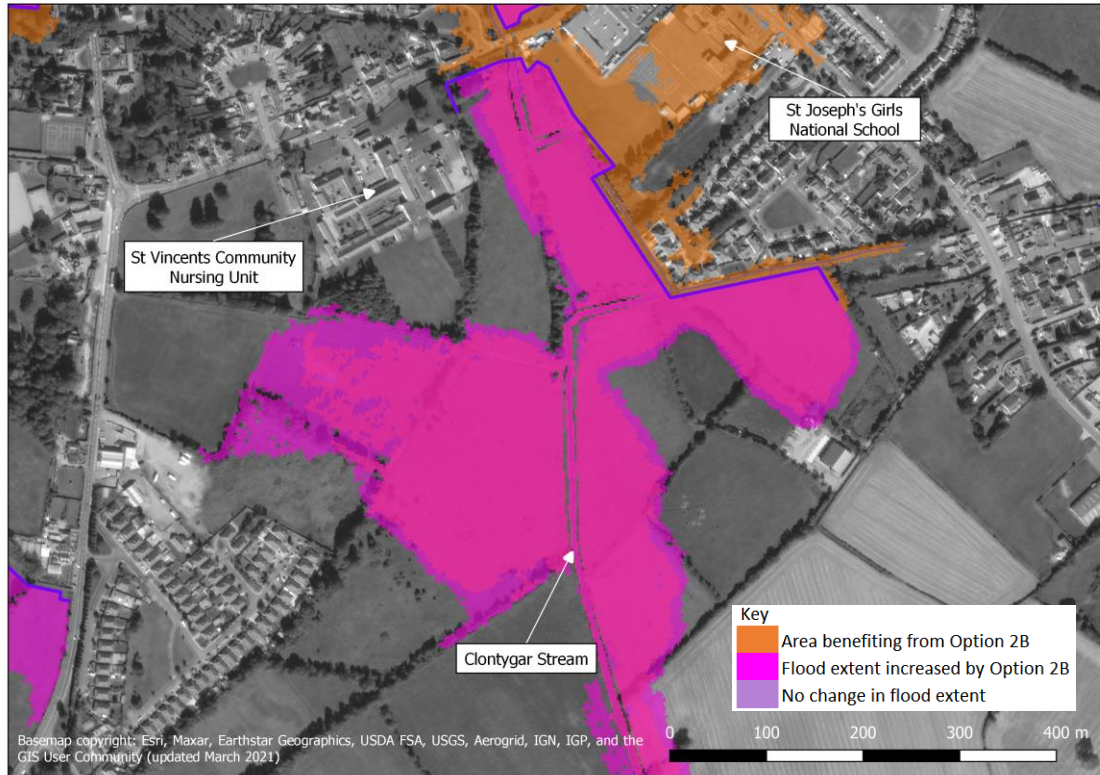 St Joseph's Girls
National School
St Vincents Community
Nursing Unit
Clontygar Stream
Key
Area benefiting from Option 2B
Flood extent increased by Option 2B
No change in flood extent
0 100 200 300 400 m
Basemap copyright: Esri, Maxar, Earthstar Geographics, USDA FSA, USGS, Aerogrid, IGN, IGP, and the
GIS User Community (updated March 2021)